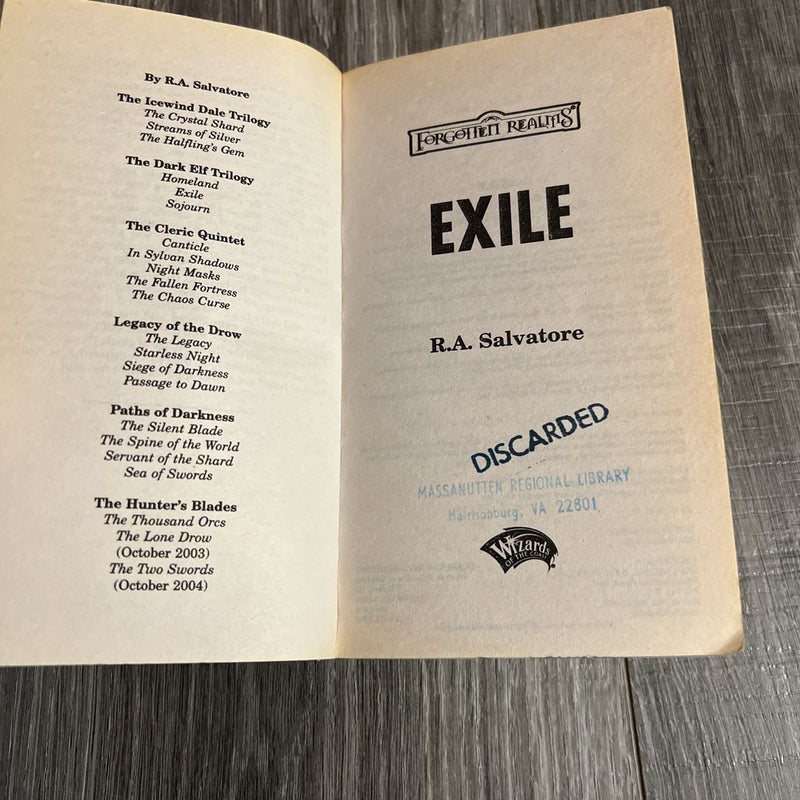 By R.A. Salvatore
The Icewind Dale Trilogy
The Crystal Shard
Streams of Silver
The Halfling's Gem
The Dark Elf Trilogy
Homeland
Exile
Sojourn
The Cleric Quintet
Canticle
In Sylvan Shadows
Night Masks
The Fallen Fortress
The Chaos Curse
Legacy of the Drow
The Legacy
Starless Night
Siege of Darkness
Passage to Dawn
Paths of Darkness
The Silent Blade
The Spine of the World
Servant of the Shard
Sea of Swords
The Hunter's Blades
The Thousand Orcs
The Lone Drow
(October 2003)
The Two Swords
(October 2004)
FORGOTTEN REALMS®
EXILE
R.A. Salvatore
DISCARDED
MASSANUTTEN REGIONAL LIBRARY
Harrisonburg, VA 22801
Wizards
OF THE COAST